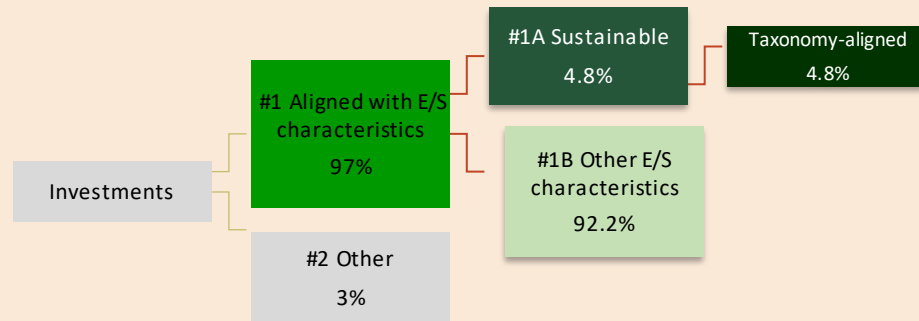 Investments
#1 Aligned with E/S
characteristics
97%
#2 Other
3%
#1A Sustainable
4.8%
#1B Other E/S
characteristics
92.2%
Taxonomy-aligned
4.8%